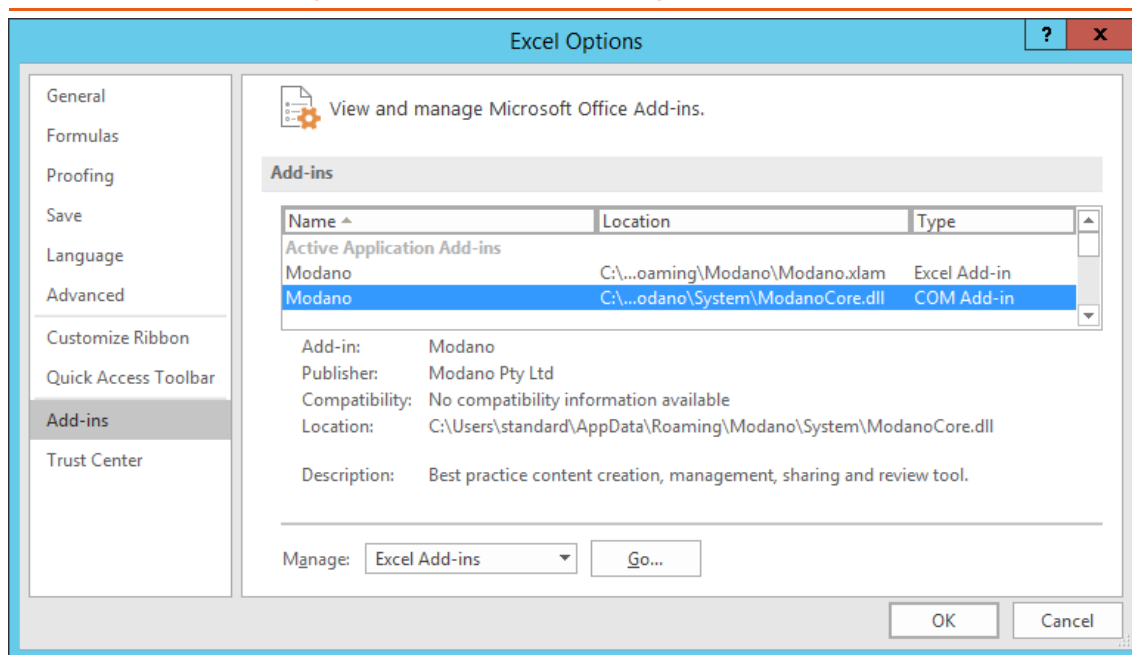 Excel Options
?
x
General
Formulas
Proofing
Save
Language
Advanced
Customize Ribbon
Quick Access Toolbar
Add-ins
Trust Center
View and manage Microsoft Office Add-ins.
Add-ins
Name Location Type
Active Application Add-ins
Modano C:\...oaming\Modano\Modano.xlam Excel Add-in
Modano C:\...odano\System\ModanoCore.dll COM Add-in
Add-in: Modano
Publisher: Modano Pty Ltd
Compatibility: No compatibility information available
Location: C:\Users\standard\AppData\Roaming\Modano\System\ModanoCore.dll
Description: Best practice content creation, management, sharing and review tool.
Manage: Excel Add-ins Go...
OK Cancel